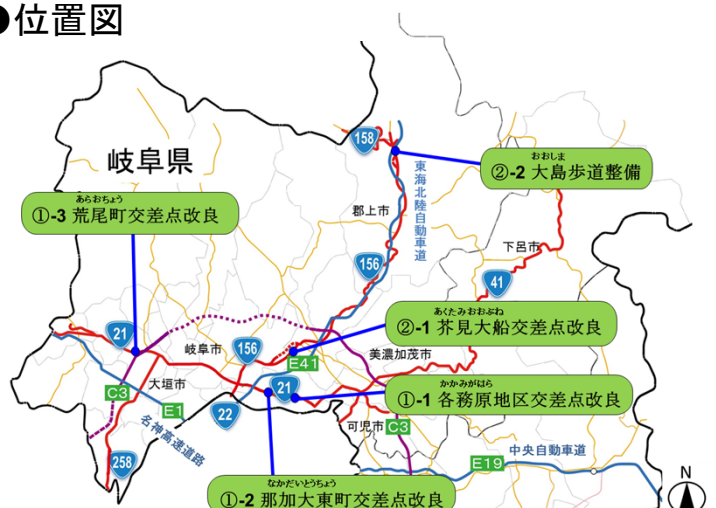 ●位置図
岐阜県
158
おおしま
②-2 大島歩道整備
東海北陸自動車道
あらおちょう
①-3 荒尾町交差点改良
郡上市
下呂市
156
41
あくたみおおぶね
②-1 芥見大船交差点改良
21
岐阜市
156
E41
美濃加茂市
大垣市
C3
E1
21
かかみがはら
①-1 各務原地区交差点改良
22
可児市
C3
名神高速道路
中央自動車道
258
E19
N
なかだいとうちょう
①-2 那加大東町交差点改良